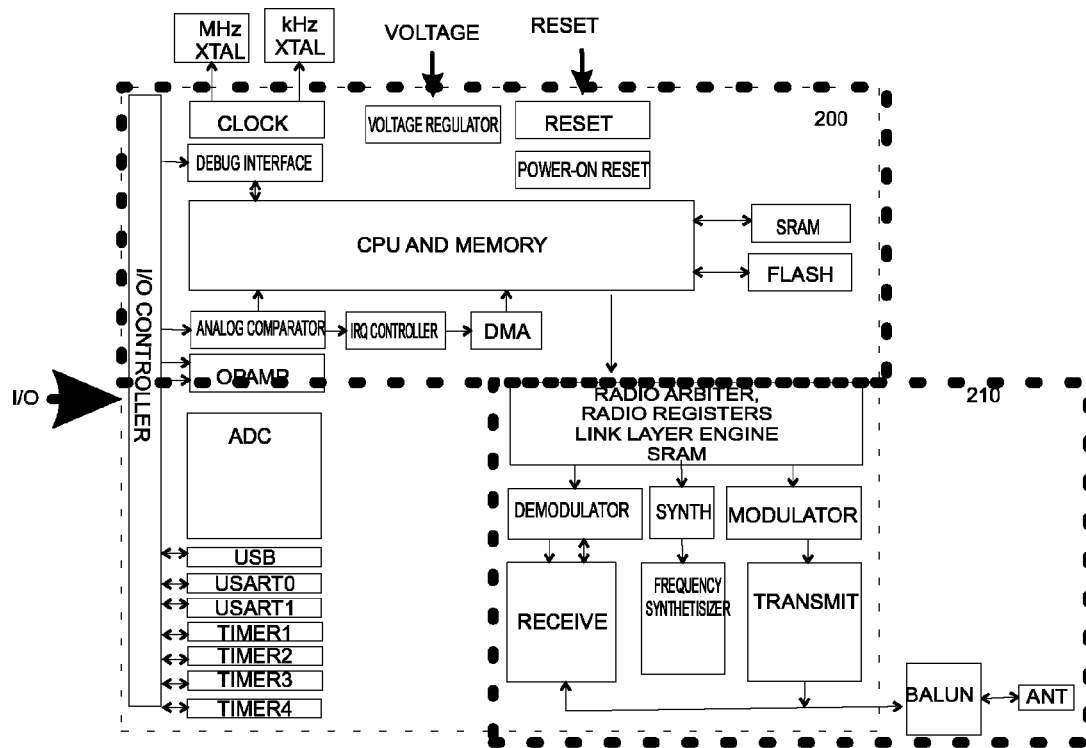 MHz
XTAL
kHz
XTAL
VOLTAGE
RESET
CLOCK
VOLTAGE REGULATOR
RESET
200
DEBUG INTERFACE
POWER-ON RESET
CPU AND MEMORY
SRAM
FLASH
I/O CONTROLLER
ANALOG COMPARATOR
IRQ CONTROLLER
DMA
OPAMP
I/O
RADIO ARBITER,
RADIO REGISTERS
LINK LAYER ENGINE
SRAM
210
ADC
DEMODULATOR
SYNTH
MODULATOR
USB
USART0
USART1
TIMER1
TIMER2
TIMER3
TIMER4
RECEIVE
FREQUENCY
SYNTHETISIZER
TRANSMIT
BALUN
ANT